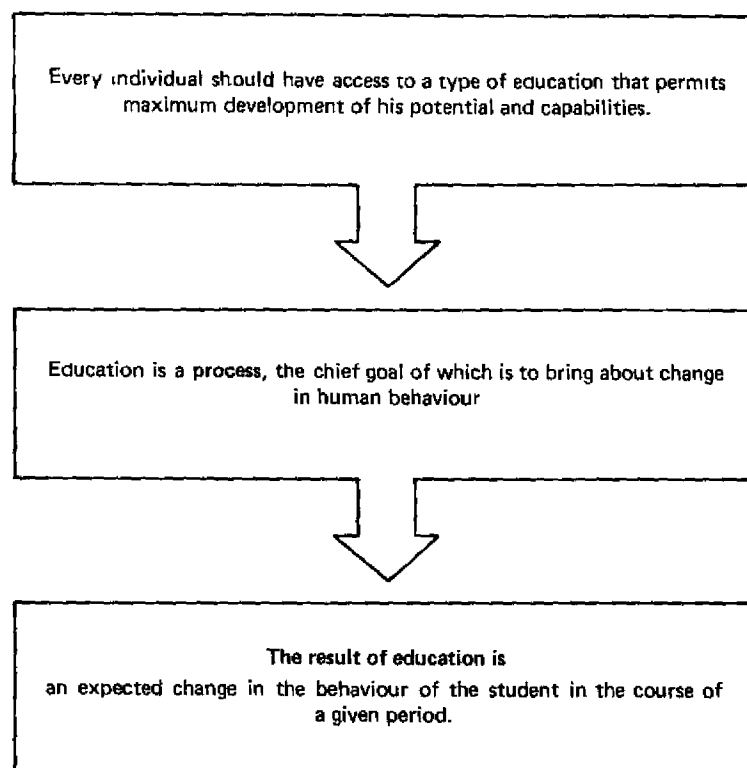 Every individual should have access to a type of education that permits
maximum development of his potential and capabilities.
Education is a process, the chief goal of which is to bring about change
in human behaviour
The result of education is
an expected change in the behaviour of the student in the course of
a given period.